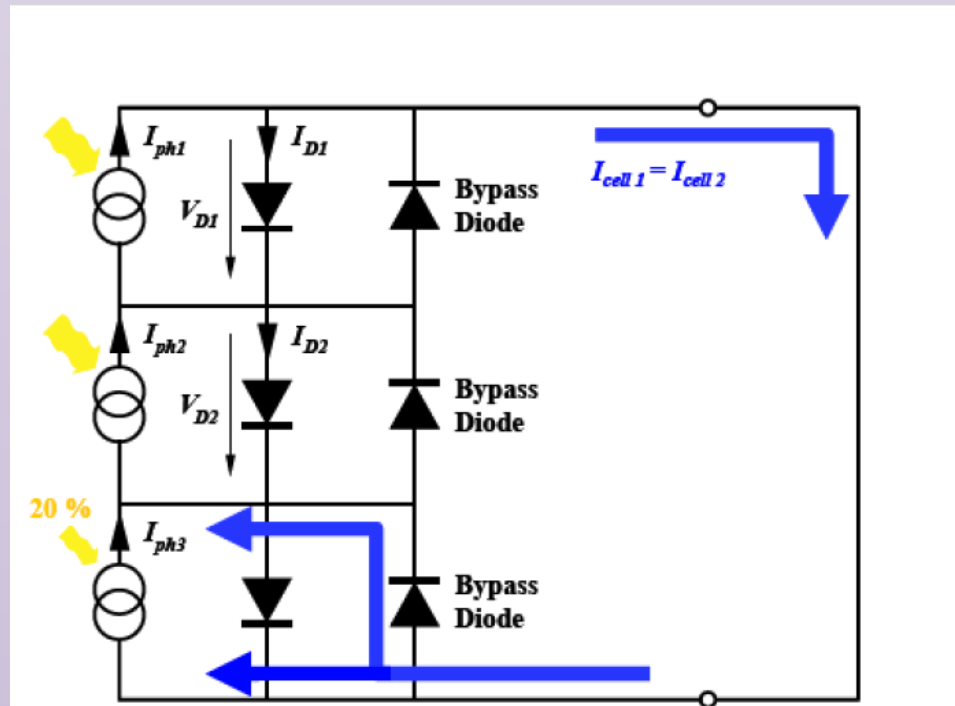 I_ph1
I_D1
V_D1
Bypass
Diode
I_cell 1 = I_cell 2
I_ph2
I_D2
V_D2
Bypass
Diode
20 %
I_ph3
Bypass
Diode